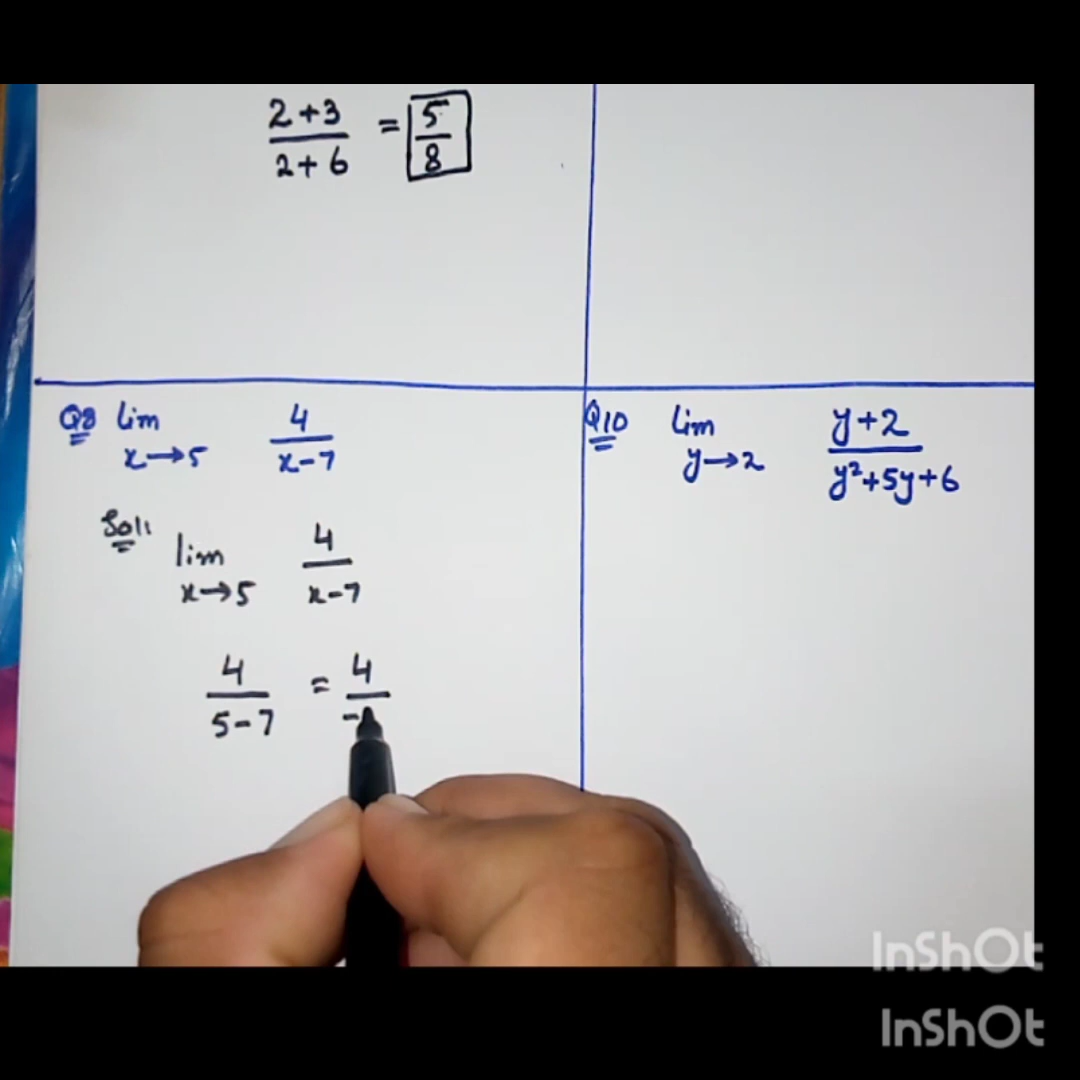 2+3 = 5
2+6 8
Q8 lim 4
x→5 x-7
Sol:
lim 4
x→5 x-7
4 = 4
5-7 -
Q10 lim y+2
y→2 y²+5y+6
InShOt
InShOt